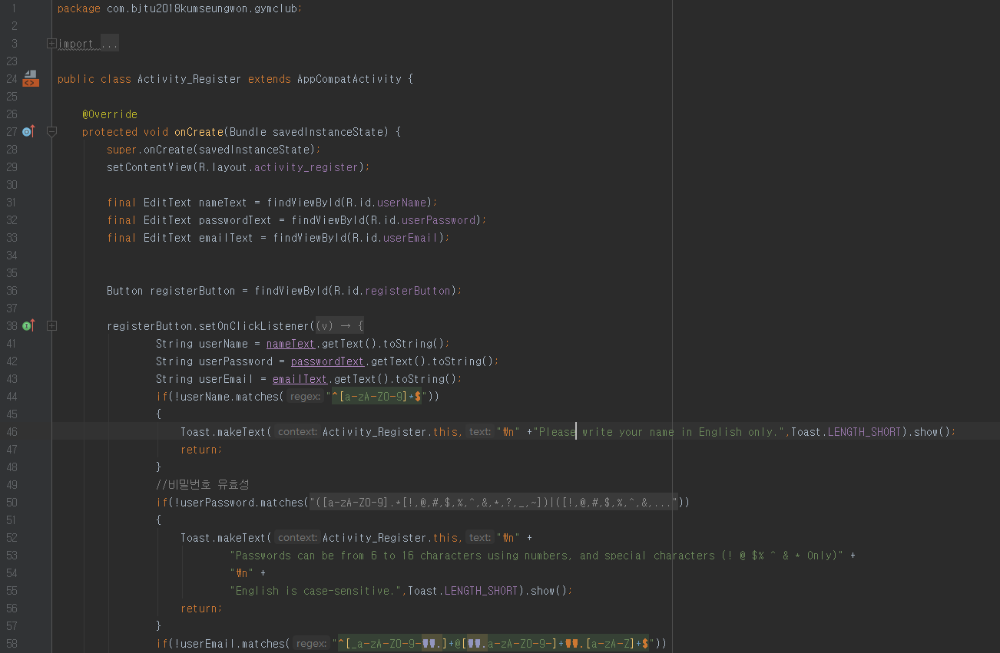 1 package com.bjtu2018kumseungwon.gymclub;
2
3 import ...
23
24 public class Activity_Register extends AppCompatActivity {
25
26 @Override
27 protected void onCreate(Bundle savedInstanceState) {
28 super.onCreate(savedInstanceState);
29 setContentView(R.layout.activity_register);
30
31 final EditText nameText = findViewById(R.id.userName);
32 final EditText passwordText = findViewById(R.id.userPassword);
33 final EditText emailText = findViewById(R.id.userEmail);
34
35
36 Button registerButton = findViewById(R.id.registerButton);
37
38 registerButton.setOnClickListener((v) → {
41 String userName = nameText.getText().toString();
42 String userPassword = passwordText.getText().toString();
43 String userEmail = emailText.getText().toString();
44 if(!userName.matches( regex: "^[a-zA-Z0-9]*$"))
45 {
46 Toast.makeText( context: Activity_Register.this, text: "₩n" +"Please write your name in English only.",Toast.LENGTH_SHORT).show();
47 return;
48 }
49 //비밀번호 유효성
50 if(!userPassword.matches("([a-zA-Z0-9].*[!,@,#,$,%,^,&,*,?,_,~])|([!,@,#,$,%,^,&,..."))
51 {
52 Toast.makeText( context: Activity_Register.this, text: "₩n" +
53 "Passwords can be from 6 to 16 characters using numbers, and special characters (! @ $% ^ & * Only)" +
54 "₩n" +
55 "English is case-sensitive.",Toast.LENGTH_SHORT).show();
56 return;
57 }
58 if(!userEmail.matches( regex: "^[_a-zA-Z0-9-₩₩.]+@[₩₩.a-zA-Z0-9-]+₩₩.[a-zA-Z]+$"))